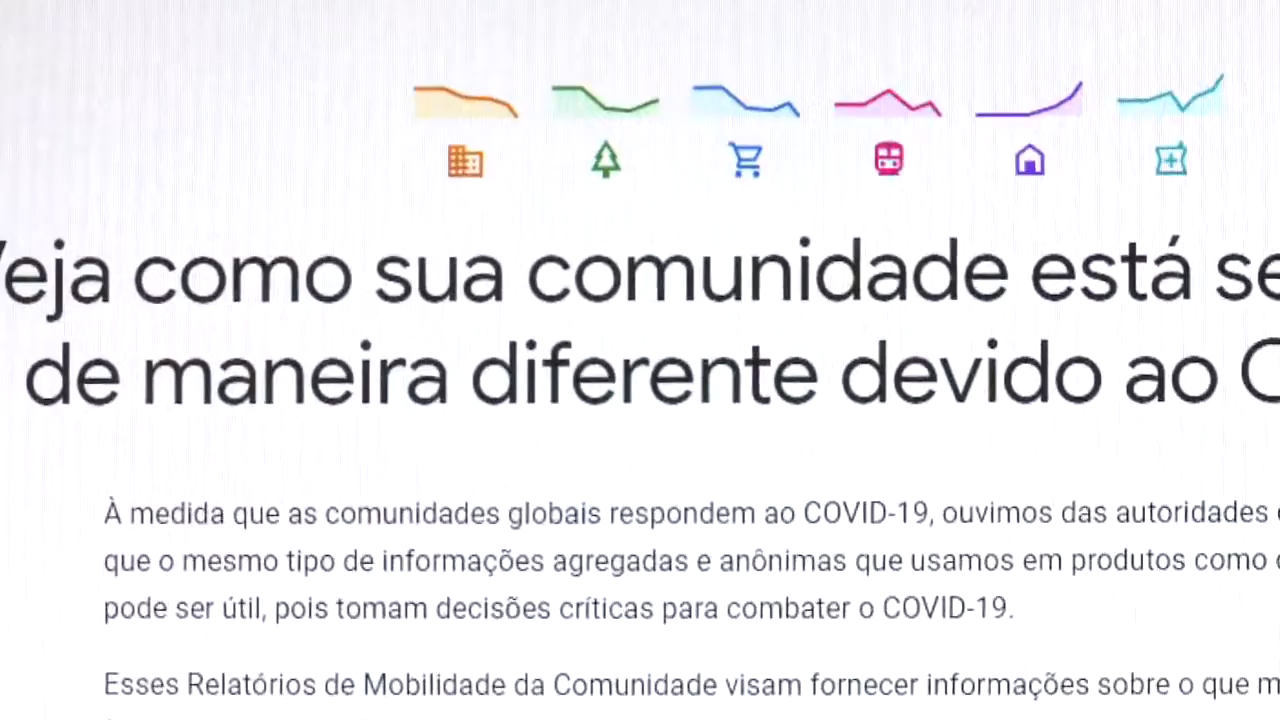 Veja como sua comunidade está se
de maneira diferente devido ao
À medida que as comunidades globais respondem ao COVID-19, ouvimos das autoridades
que o mesmo tipo de informações agregadas e anônimas que usamos em produtos como
pode ser útil, pois tomam decisões críticas para combater o COVID-19.
Esses Relatórios de Mobilidade da Comunidade visam fornecer informações sobre o que m